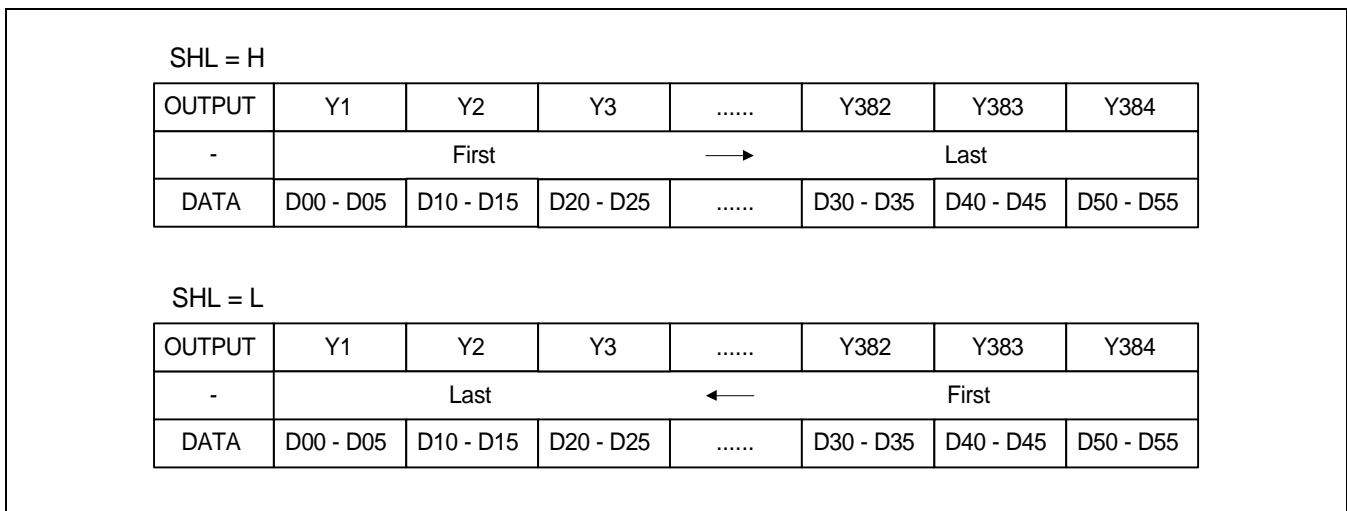 SHL = H
OUTPUT Y1 Y2 Y3 ...... Y382 Y383 Y384
- First Last
DATA D00 - D05 D10 - D15 D20 - D25 ...... D30 - D35 D40 - D45 D50 - D55
SHL = L
OUTPUT Y1 Y2 Y3 ...... Y382 Y383 Y384
- Last First
DATA D00 - D05 D10 - D15 D20 - D25 ...... D30 - D35 D40 - D45 D50 - D55